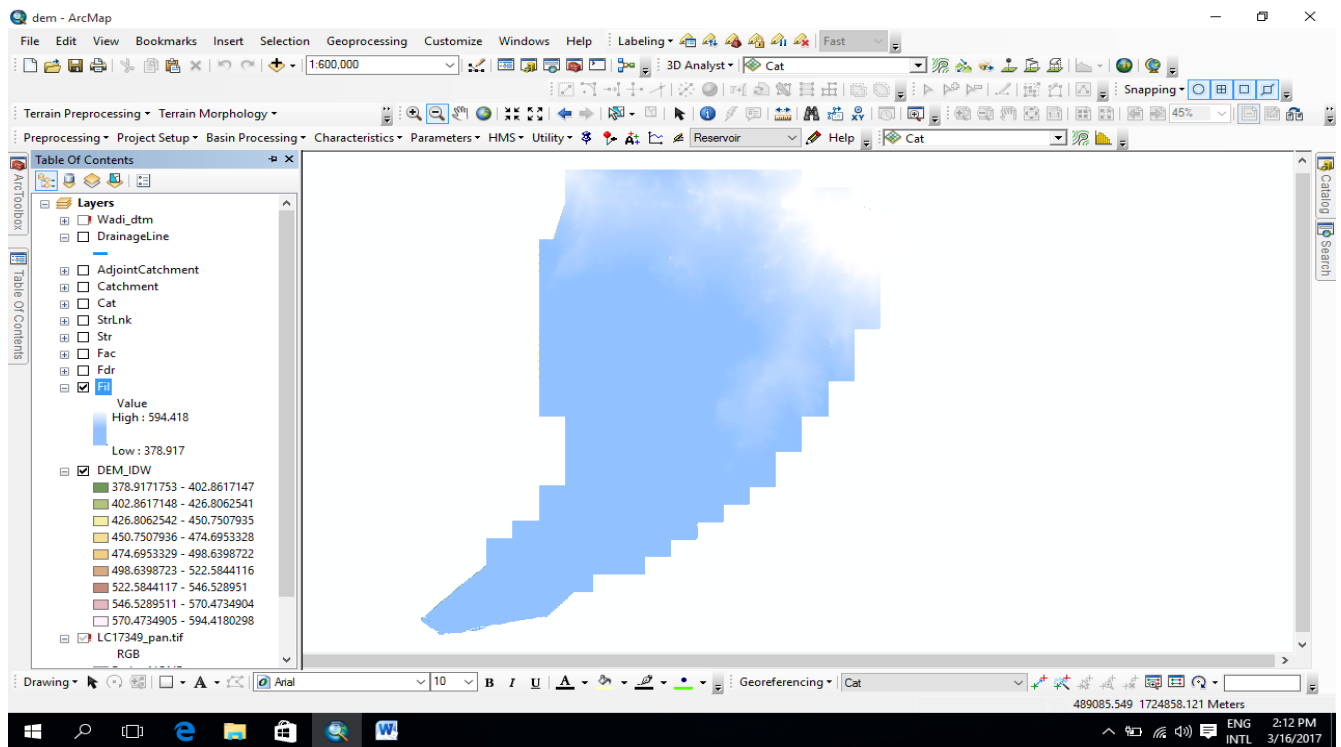 dem - ArcMap
File Edit View Bookmarks Insert Selection Geoprocessing Customize Windows Help Labeling Fast
1:600,000 3D Analyst Cat
Snapping
Terrain Preprocessing Terrain Morphology 45%
Preprocessing Project Setup Basin Processing Characteristics Parameters HMS Utility Reservoir Help Cat
Table Of Contents
ArcToolbox
Table Of Contents
Catalog
Search
Layers
Wadi_dtm
DrainageLine
AdjointCatchment
Catchment
Cat
StrLnk
Str
Fac
Fdr
Fil
Value
High : 594.418
Low : 378.917
DEM_IDW
378.9171753 - 402.8617147
402.8617148 - 426.8062541
426.8062542 - 450.7507935
450.7507936 - 474.6953328
474.6953329 - 498.6398722
498.6398723 - 522.5844116
522.5844117 - 546.528951
546.5289511 - 570.4734904
570.4734905 - 594.4180298
LC17349_pan.tif
RGB
Drawing A Arial 10 B I U A Georeferencing Cat
489085.549 1724858.121 Meters
ENG 2:12 PM
INTL 3/16/2017